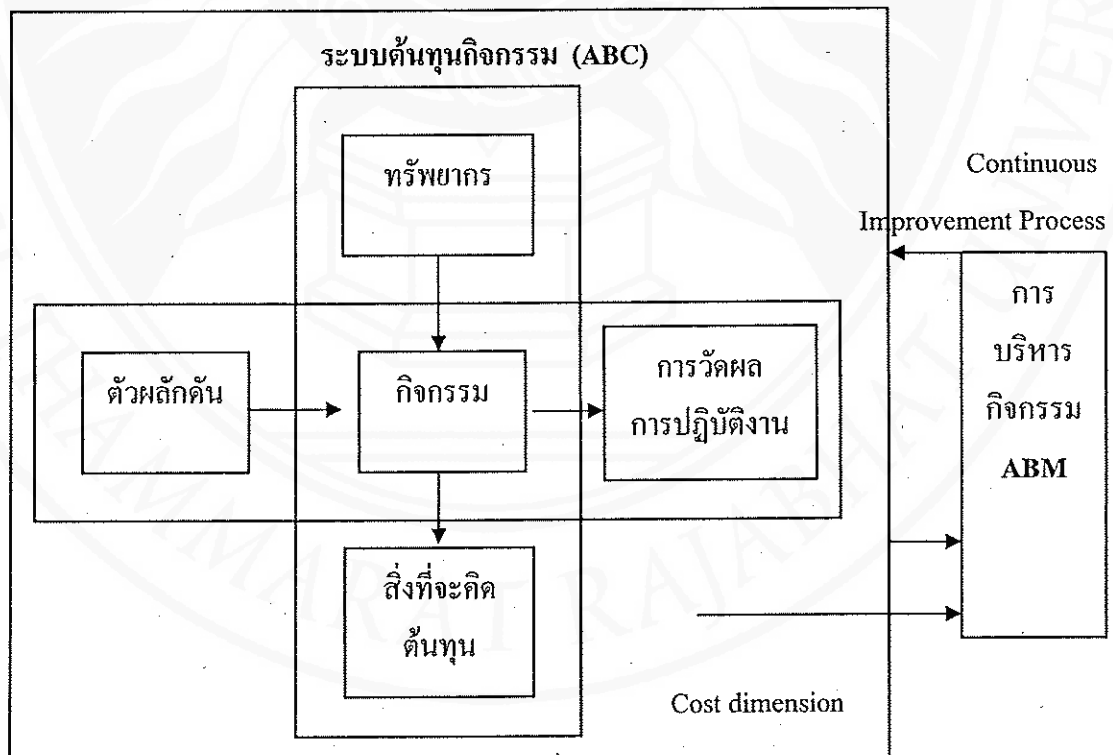 ระบบต้นทุนกิจกรรม (ABC)
ทรัพยากร
Continuous
Improvement Process
ตัวผลักดัน
กิจกรรม
การวัดผล
การปฏิบัติงาน
การ
บริหาร
กิจกรรม
ABM
สิ่งที่จะคิด
ต้นทุน
Cost dimension